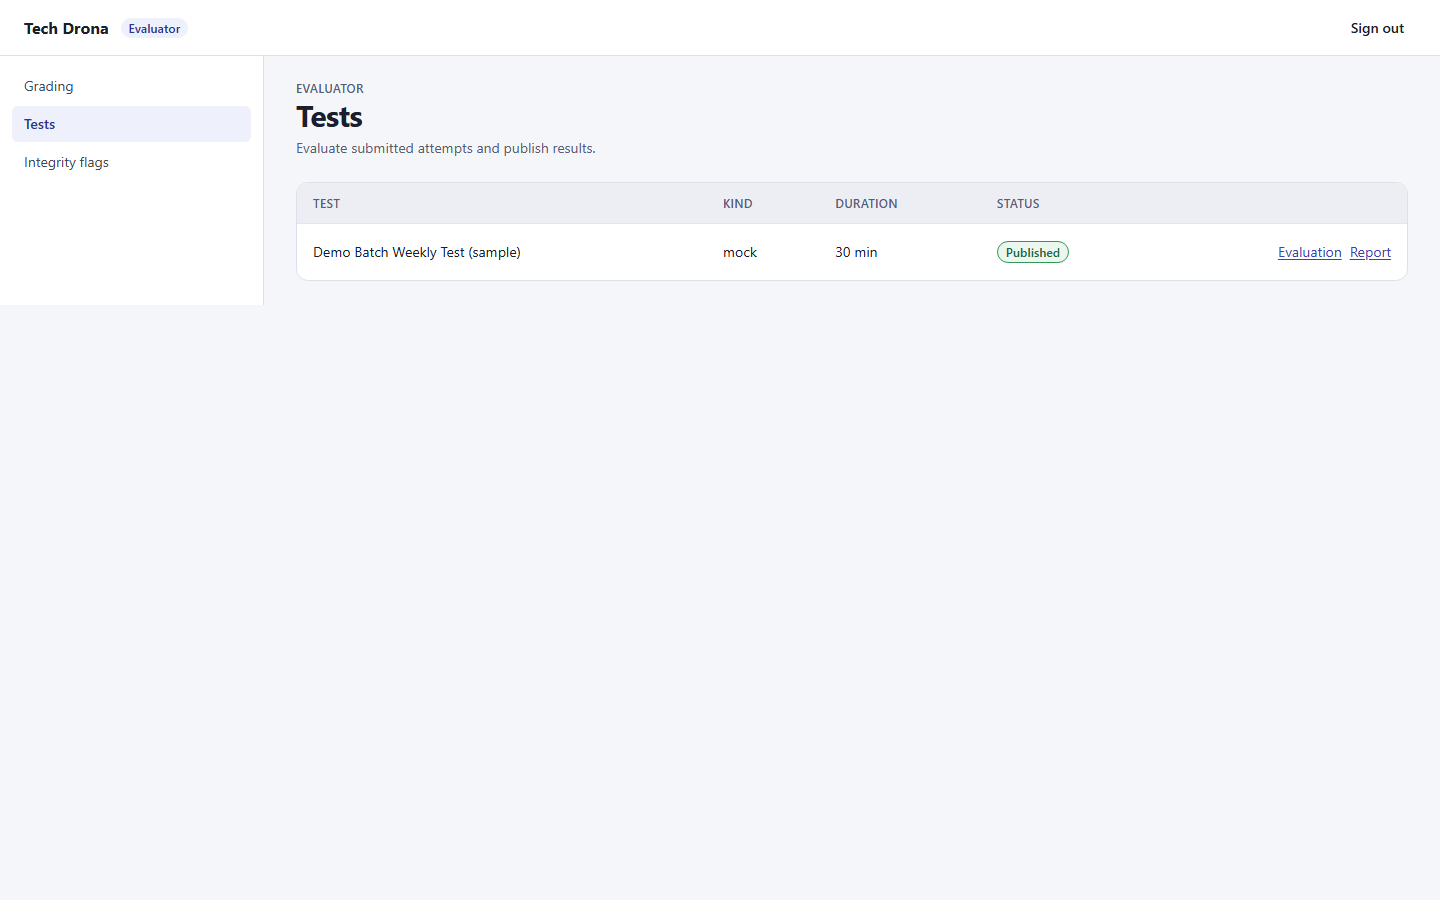 Tech Drona Evaluator Sign out
Grading
Tests
Integrity flags
EVALUATOR
Tests
Evaluate submitted attempts and publish results.
TEST KIND DURATION STATUS
Demo Batch Weekly Test (sample) mock 30 min Published Evaluation Report